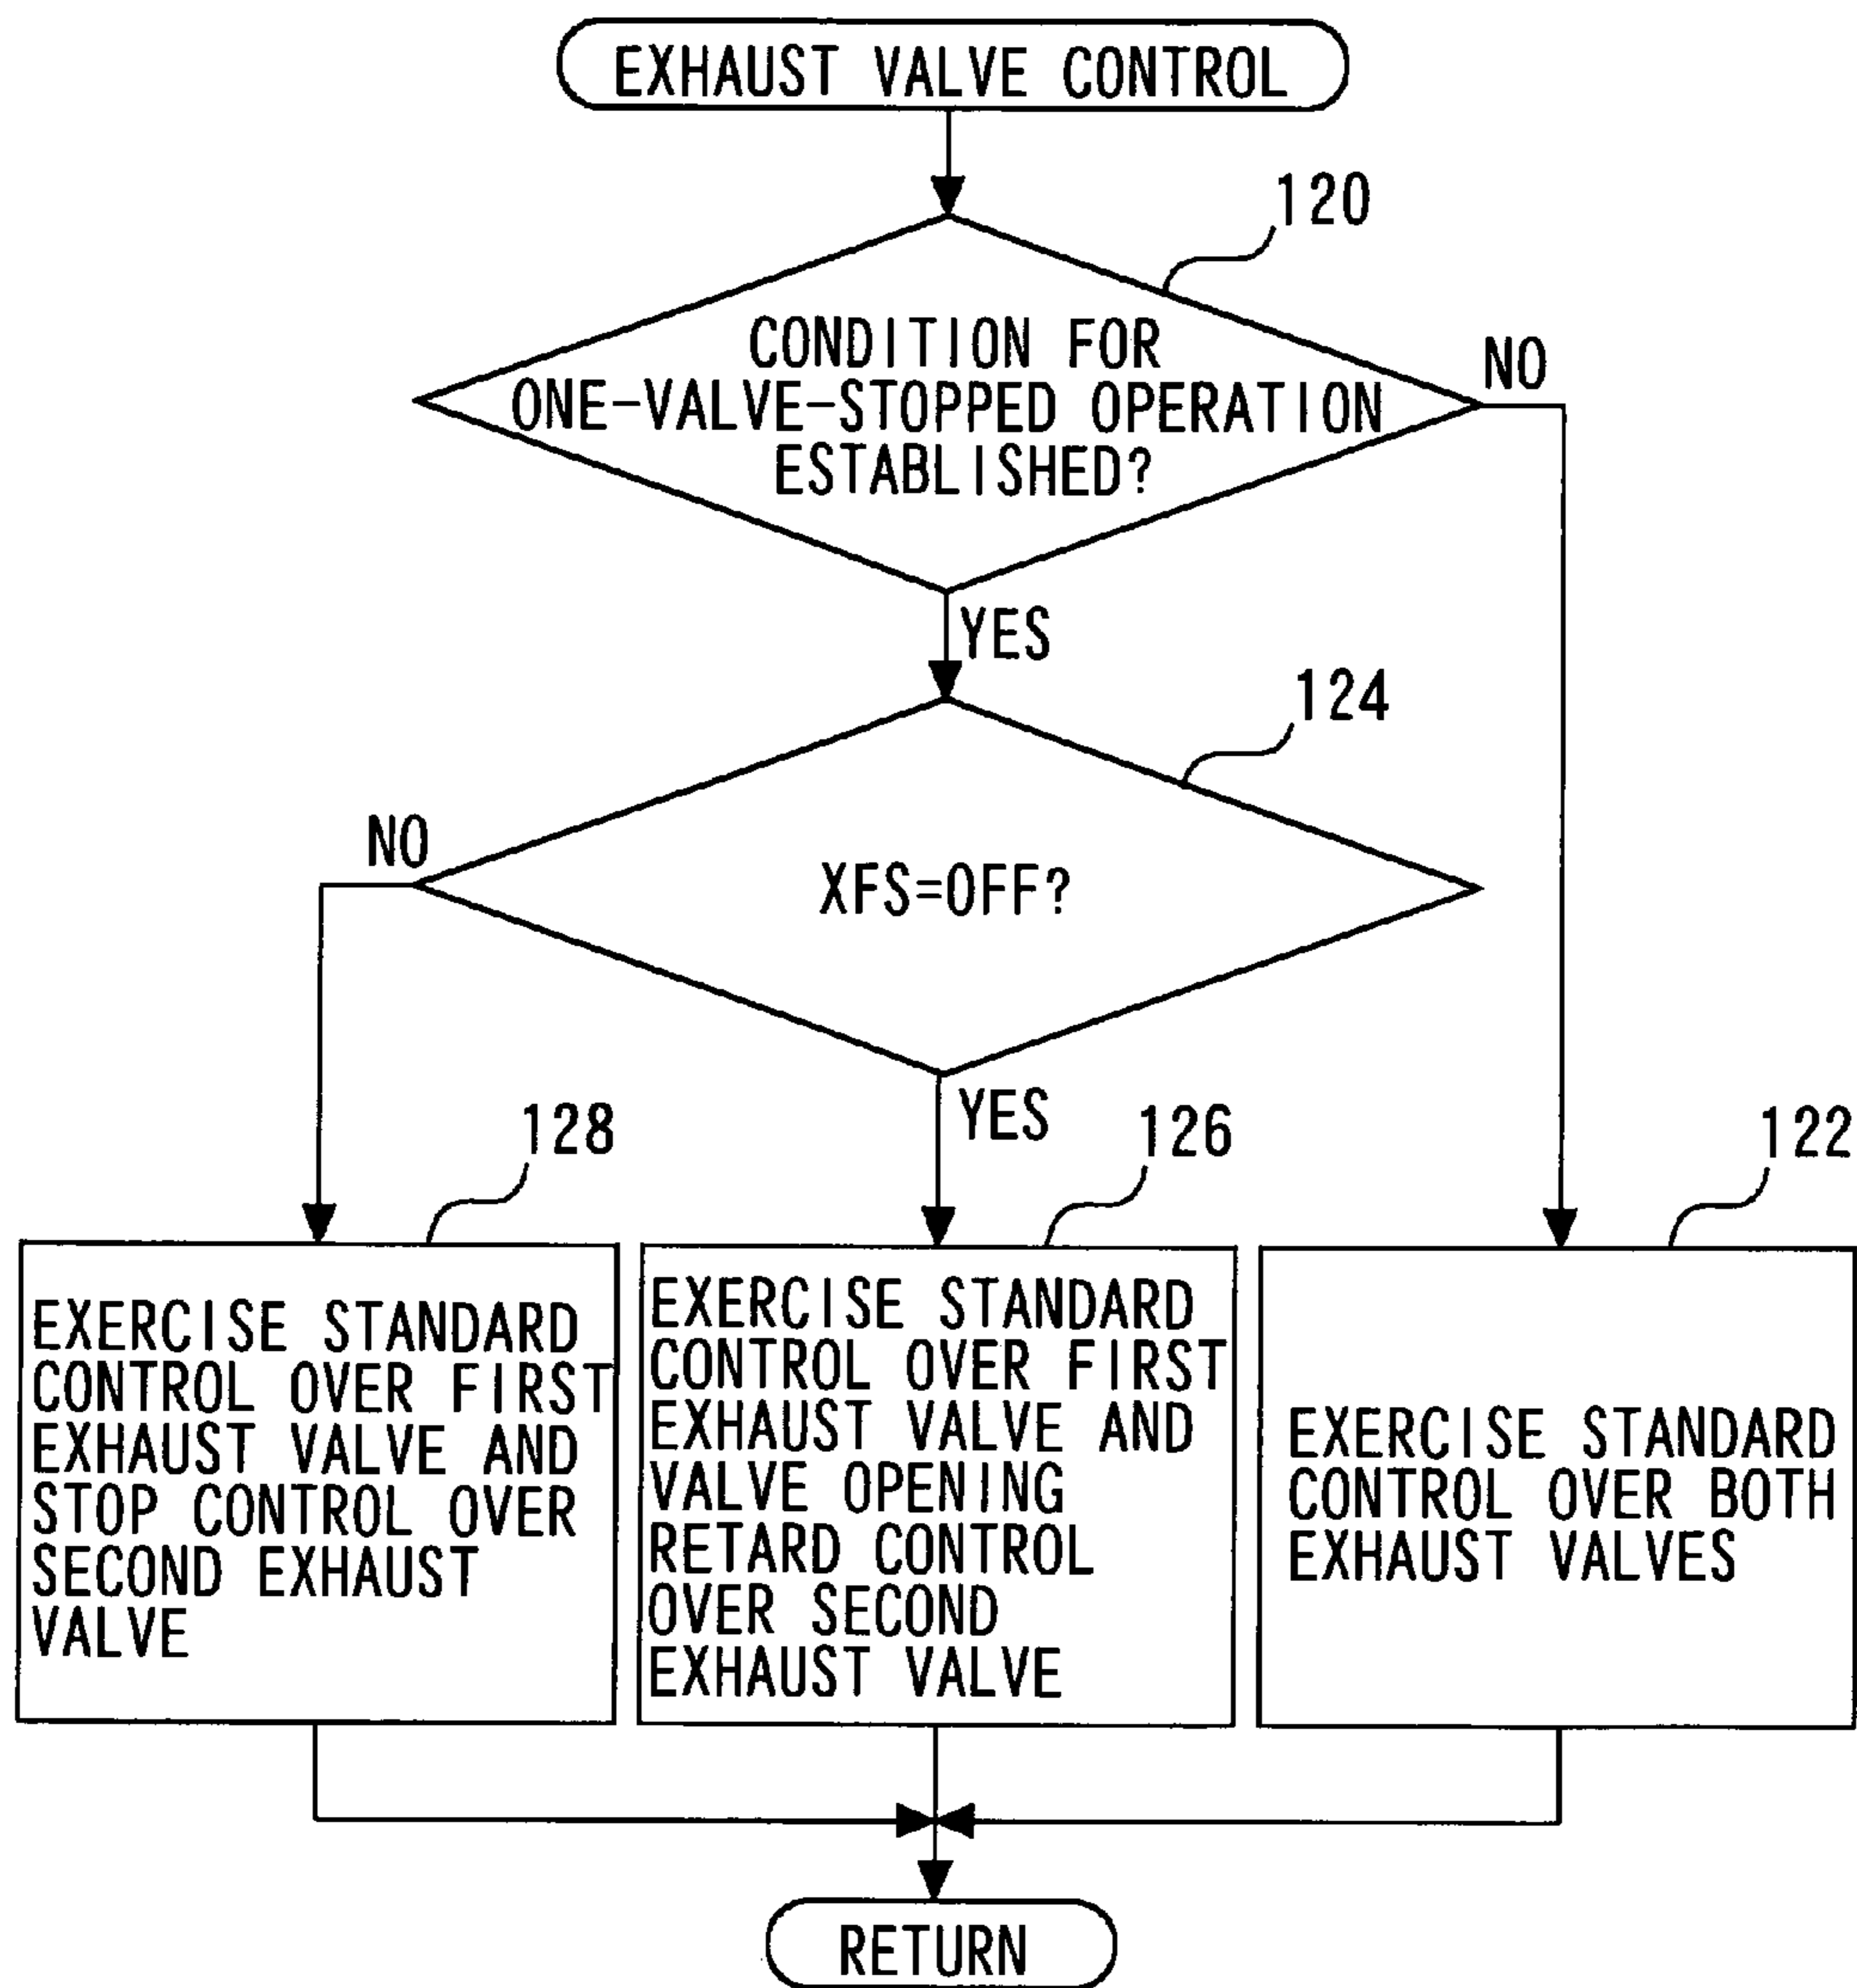 EXHAUST VALVE CONTROL
120
CONDITION FOR
ONE-VALVE-STOPPED OPERATION
ESTABLISHED?
NO
YES
124
NO
XFS=OFF?
YES
128
126
122
EXERCISE STANDARD
CONTROL OVER FIRST
EXHAUST VALVE AND
STOP CONTROL OVER
SECOND EXHAUST
VALVE
EXERCISE STANDARD
CONTROL OVER FIRST
EXHAUST VALVE AND
VALVE OPENING
RETARD CONTROL
OVER SECOND
EXHAUST VALVE
EXERCISE STANDARD
CONTROL OVER BOTH
EXHAUST VALVES
RETURN